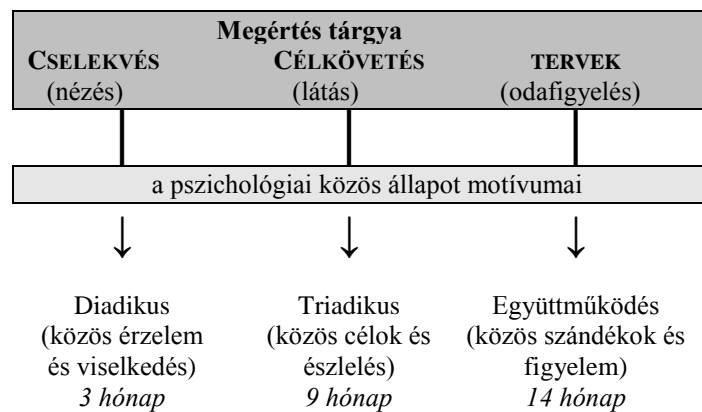 Megértés tárgya
CSELEKVÉS CÉLKÖVETÉS TERVEK
(nézés) (látás) (odafigyelés)
a pszichológiai közös állapot motívumai
Diadikus
(közös érzelem
és viselkedés)
3 hónap
Triadikus
(közös célok és
észlelés)
9 hónap
Együttműködés
(közös szándékok és
figyelem)
14 hónap